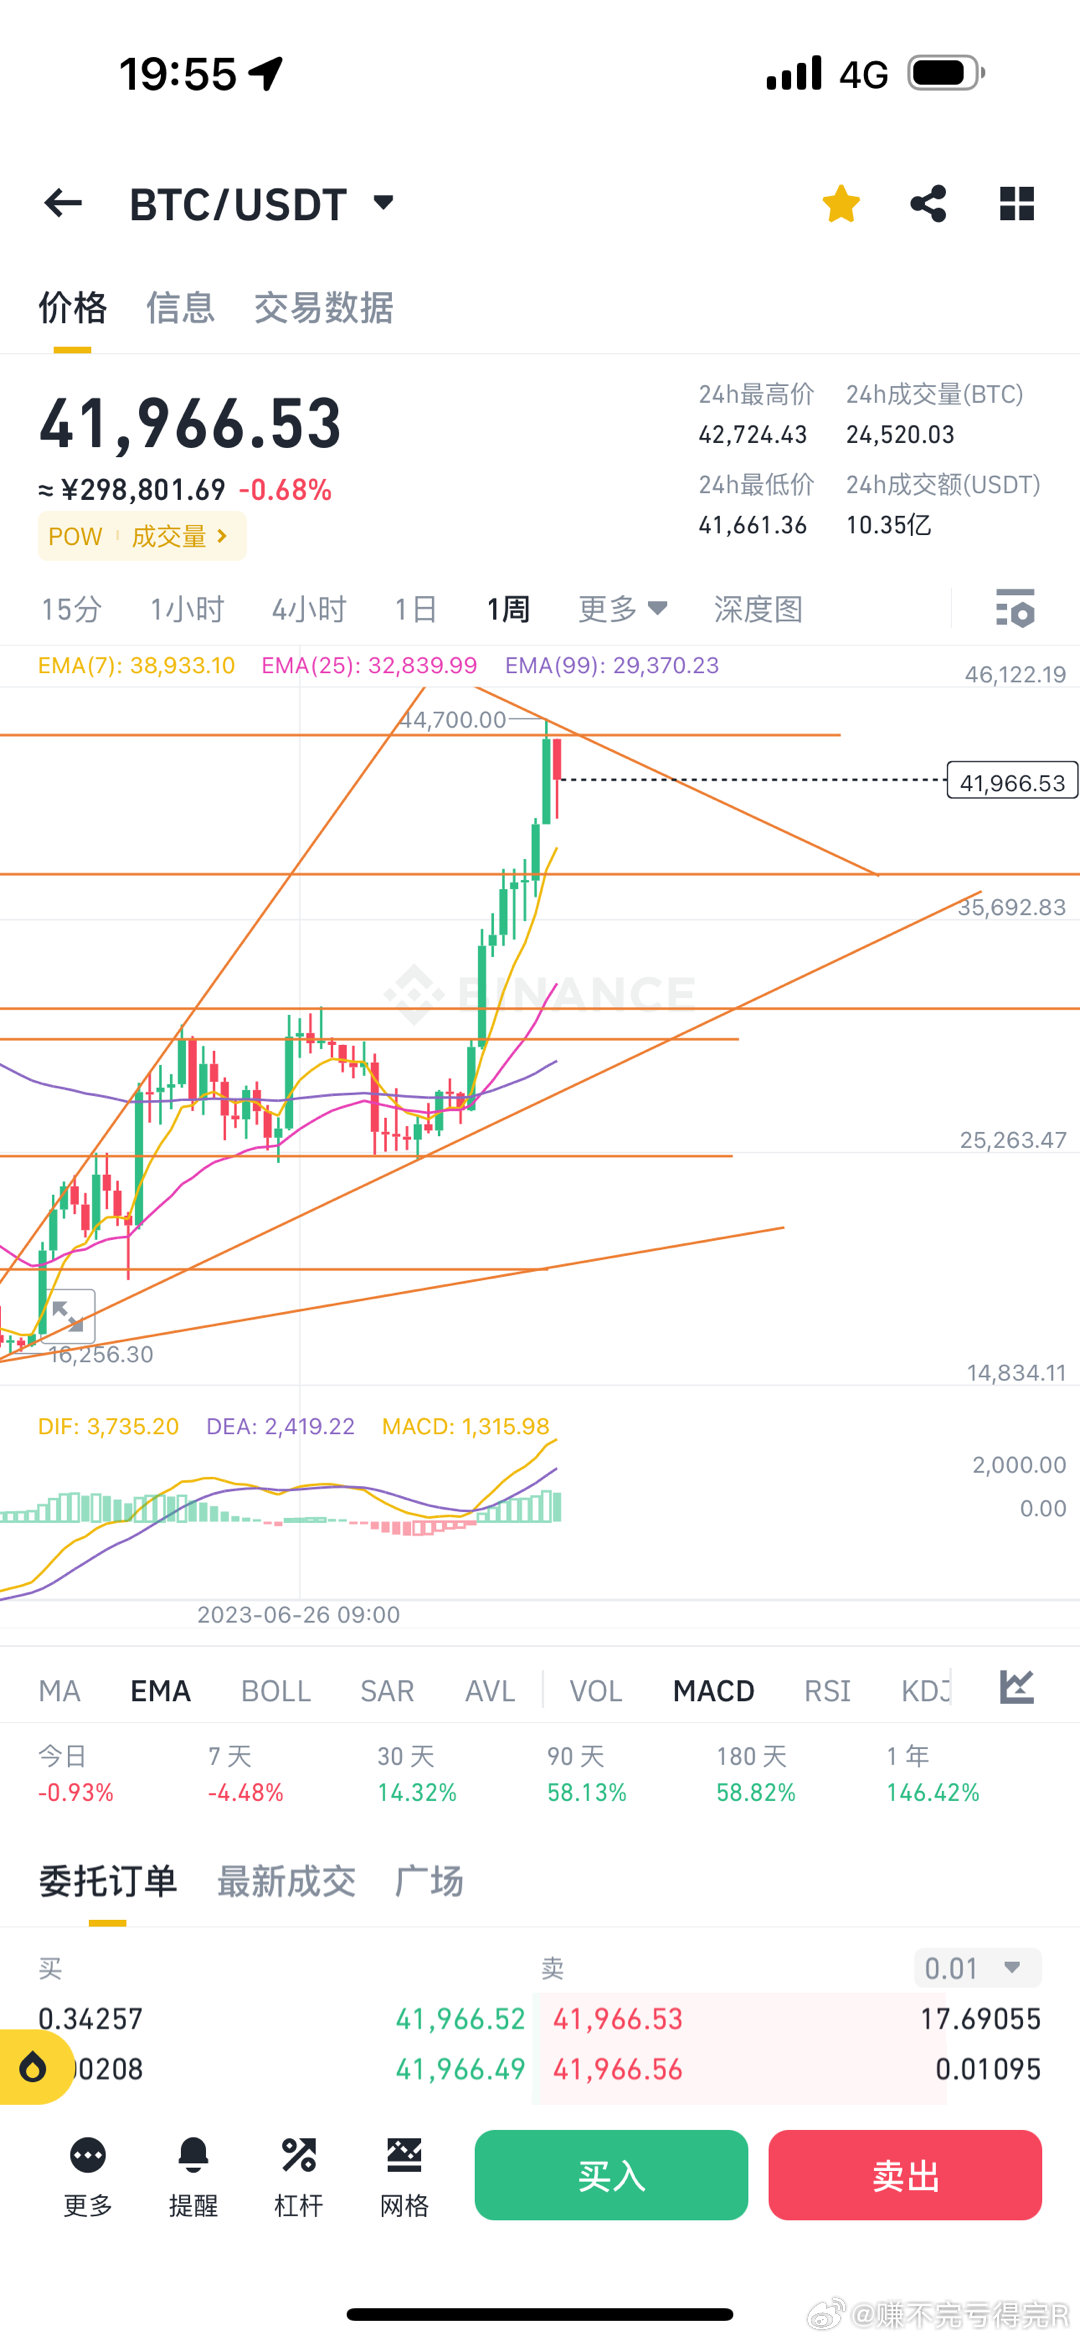 19:55 4G
BTC/USDT
价格 信息 交易数据
41,966.53
≈ ¥298,801.69 -0.68%
POW 成交量
24h最高价 24h成交量(BTC)
42,724.43 24,520.03
24h最低价 24h成交额(USDT)
41,661.36 10.35亿
15分 1小时 4小时 1日 1周 更多 深度图
EMA(7): 38,933.10 EMA(25): 32,839.99 EMA(99): 29,370.23
46,122.19
44,700.00
41,966.53
35,692.83
BINANCE
25,263.47
16,256.30
14,834.11
DIF: 3,735.20 DEA: 2,419.22 MACD: 1,315.98
2,000.00
0.00
2023-06-26 09:00
MA EMA BOLL SAR AVL VOL MACD RSI KDJ
今日 7 天 30 天 90 天 180 天 1 年
-0.93% -4.48% 14.32% 58.13% 58.82% 146.42%
委托订单 最新成交 广场
买 卖 0.01
0.34257 41,966.52 41,966.53 17.69055
00208 41,966.49 41,966.56 0.01095
更多 提醒 杠杆 网格 买入 卖出
@赚不完亏得完R